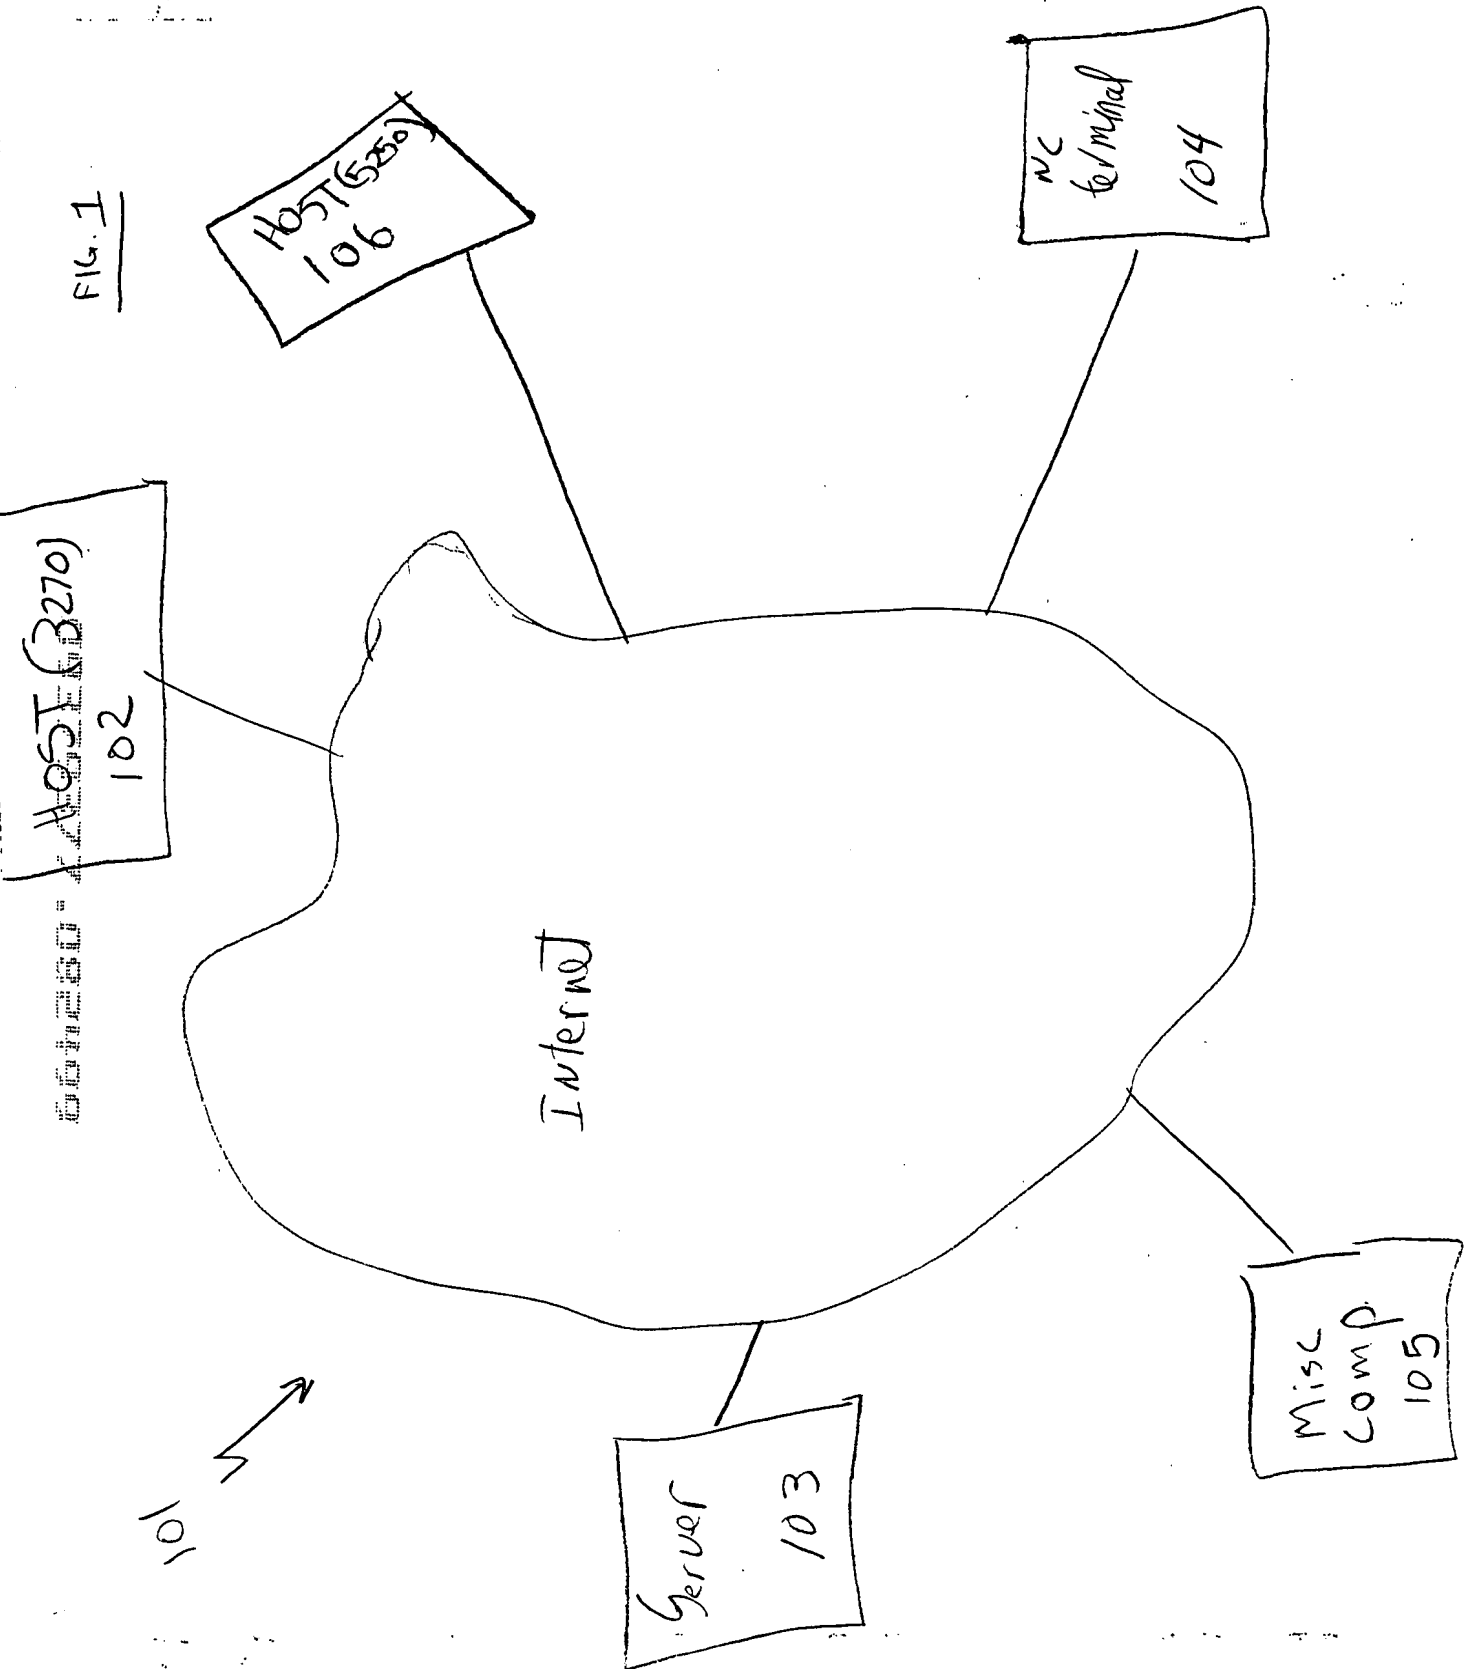 FIG. 1
HOST (3270)
102
HOST (5250)
106
101
Internet
Server
103
NC
terminal
104
Misc
Comp.
105